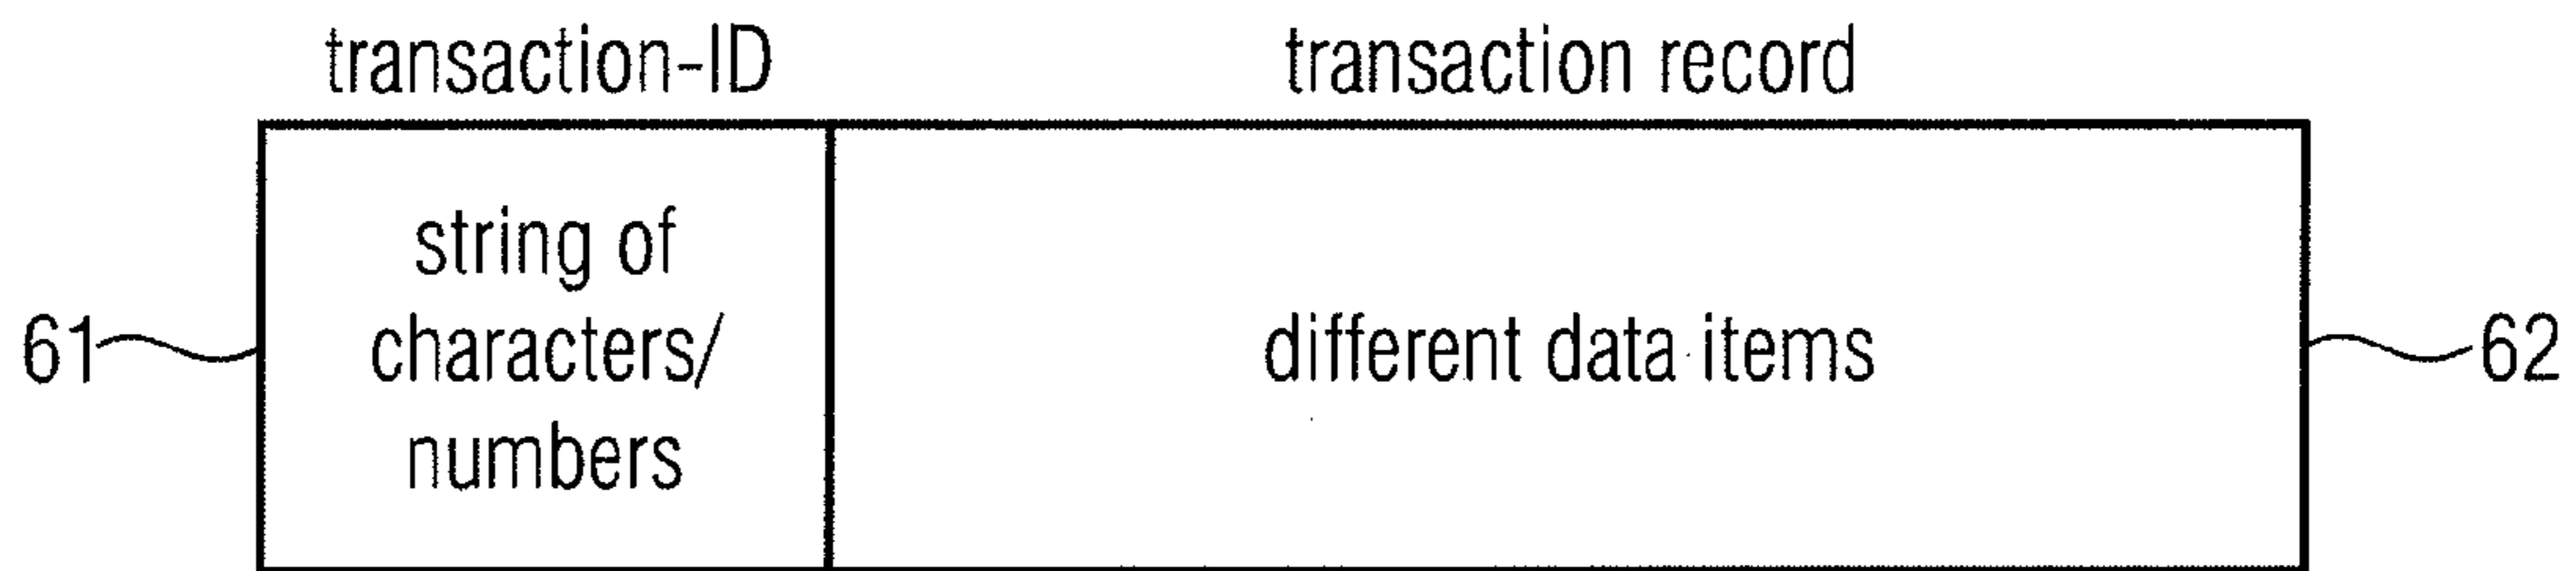 transaction-ID
transaction record
string of
characters/
numbers
different data items
61
62